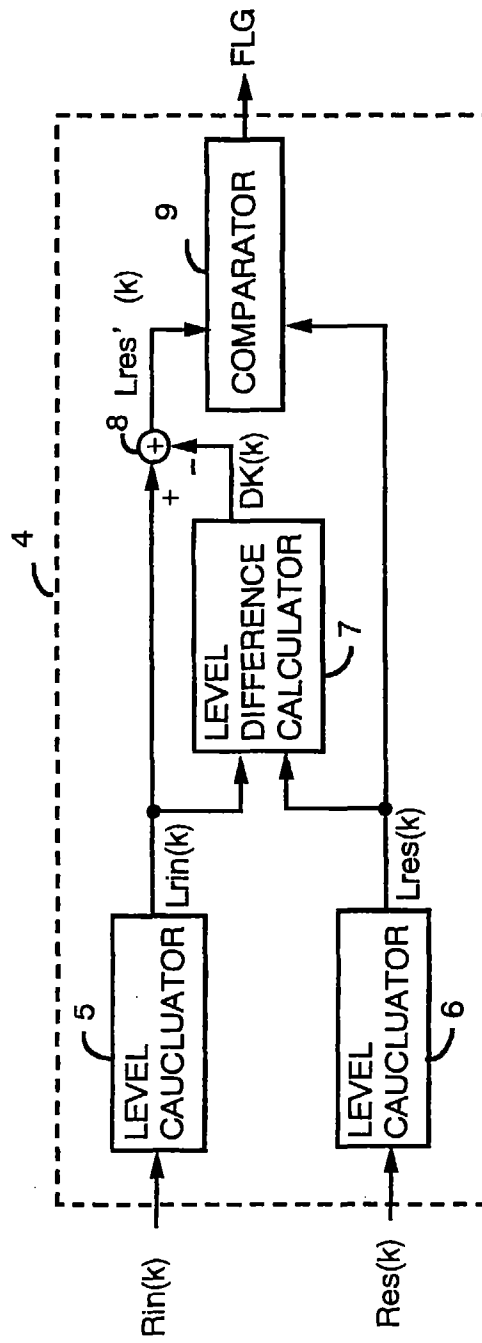 4
Rin(k)
LEVEL
CAUCLUATOR
5
Lrin(k)
+
8
+
−
Lres' (k)
LEVEL
DIFFERENCE
CALCULATOR
7
DK(k)
COMPARATOR
9
FLG
Res(k)
LEVEL
CAUCLUATOR
6
Lres(k)